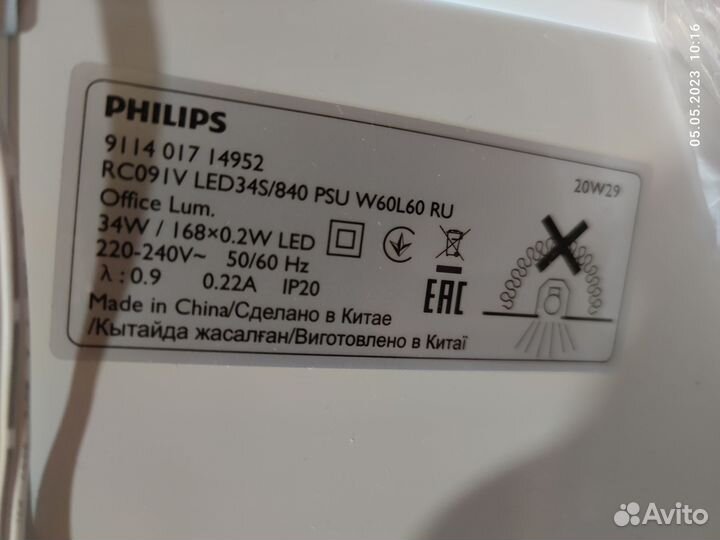 PHILIPS
9114 017 14952
RC091V LED34S/840 PSU W60L60 RU
20W29
Office Lum.
34W / 168x0.2W LED
220-240V~ 50/60 Hz
λ : 0.9 0.22A IP20
EAC
Made in China/Сделано в Китае
/Кытайда жасалған/Виготовлено в Китаї
05.05.2023 10:16
Avito